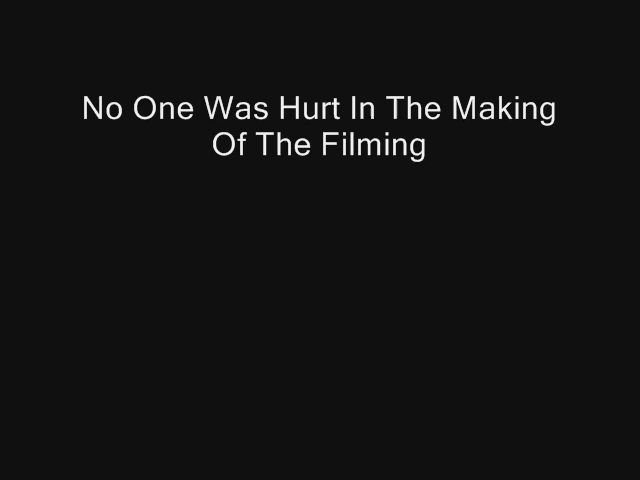 No One Was Hurt In The Making
Of The Filming